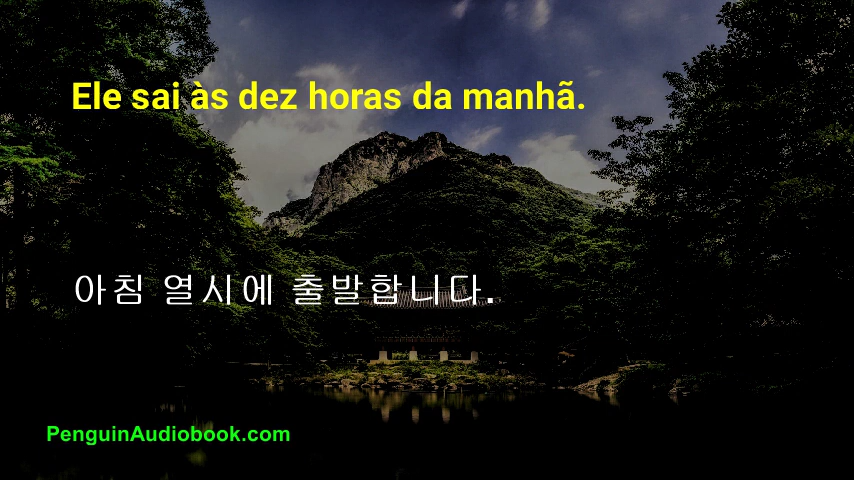 Ele sai às dez horas da manhã.
아침 열시에 출발합니다.
PenguinAudiobook.com